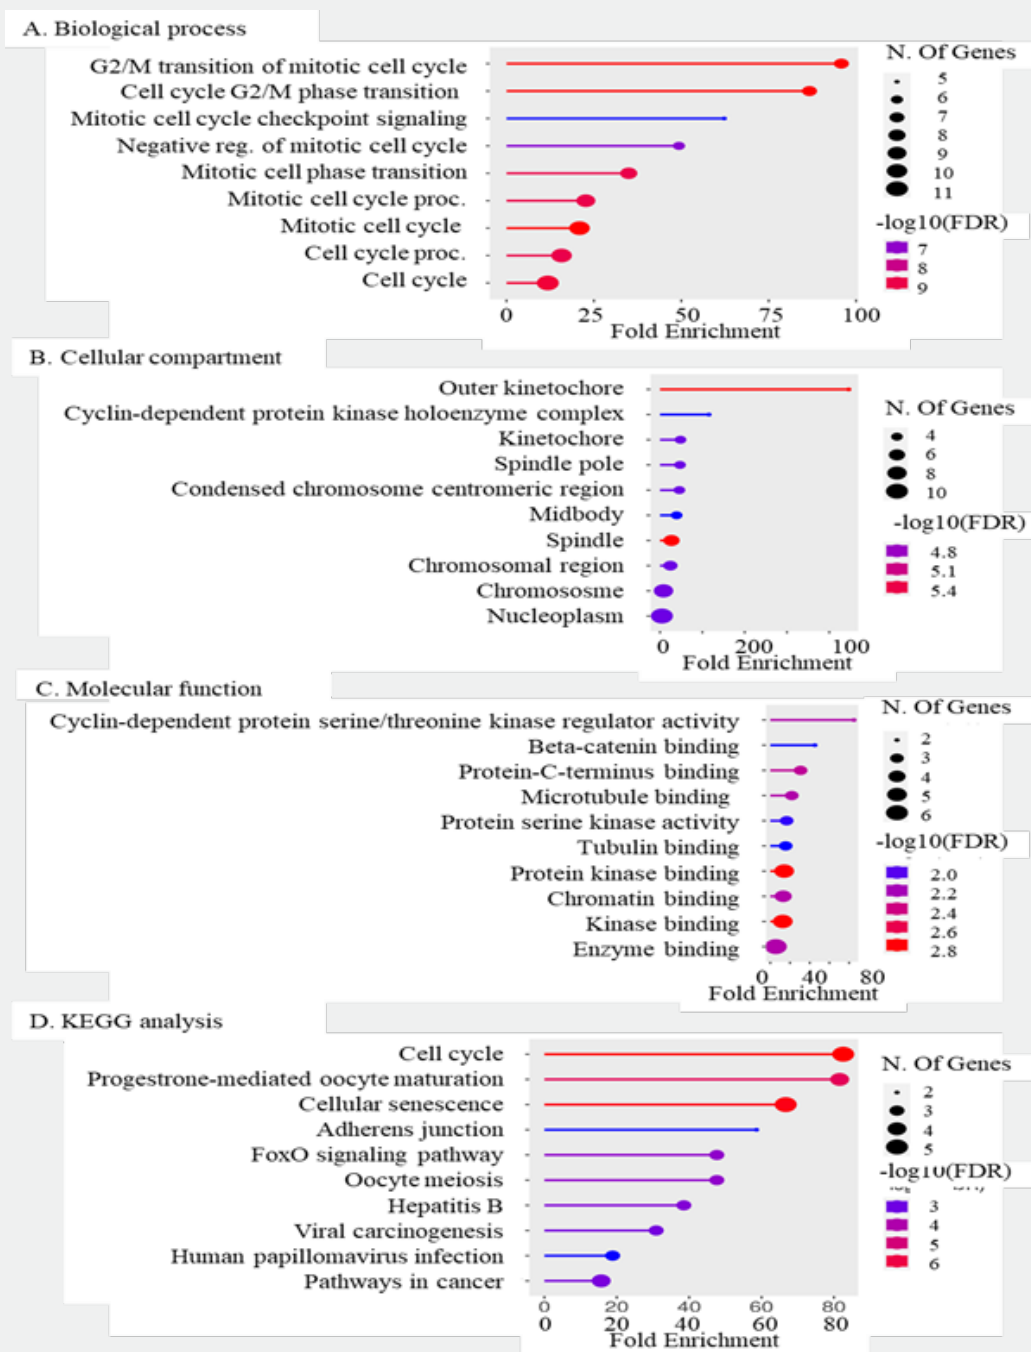 A. Biological process
G2/M transition of mitotic cell cycle
Cell cycle G2/M phase transition
Mitotic cell cycle checkpoint signaling
Negative reg. of mitotic cell cycle
Mitotic cell phase transition
Mitotic cell cycle proc.
Mitotic cell cycle
Cell cycle proc.
Cell cycle
0 25 50 75 100
Fold Enrichment
N. Of Genes
5
6
7
8
9
10
11
-log10(FDR)
7
8
9
B. Cellular compartment
Outer kinetochore
Cyclin-dependent protein kinase holoenzyme complex
Kinetochore
Spindle pole
Condensed chromosome centromeric region
Midbody
Spindle
Chromosomal region
Chromososme
Nucleoplasm
0 200 100
Fold Enrichment
N. Of Genes
4
6
8
10
-log10(FDR)
4.8
5.1
5.4
C. Molecular function
Cyclin-dependent protein serine/threonine kinase regulator activity
Beta-catenin binding
Protein-C-terminus binding
Microtubule binding
Protein serine kinase activity
Tubulin binding
Protein kinase binding
Chromatin binding
Kinase binding
Enzyme binding
0 40 80
Fold Enrichment
N. Of Genes
2
3
4
5
6
-log10(FDR)
2.0
2.2
2.4
2.6
2.8
D. KEGG analysis
Cell cycle
Progestrone-mediated oocyte maturation
Cellular senescence
Adherens junction
FoxO signaling pathway
Oocyte meiosis
Hepatitis B
Viral carcinogenesis
Human papillomavirus infection
Pathways in cancer
0 20 40 60 80
0 20 40 60 80
Fold Enrichment
N. Of Genes
2
3
4
5
-log10(FDR)
3
4
5
6